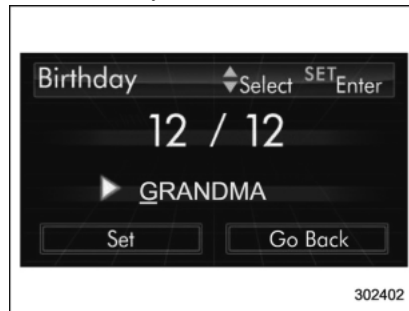 Birthday Select SET Enter
12 / 12
GRANDMA
Set Go Back
302402